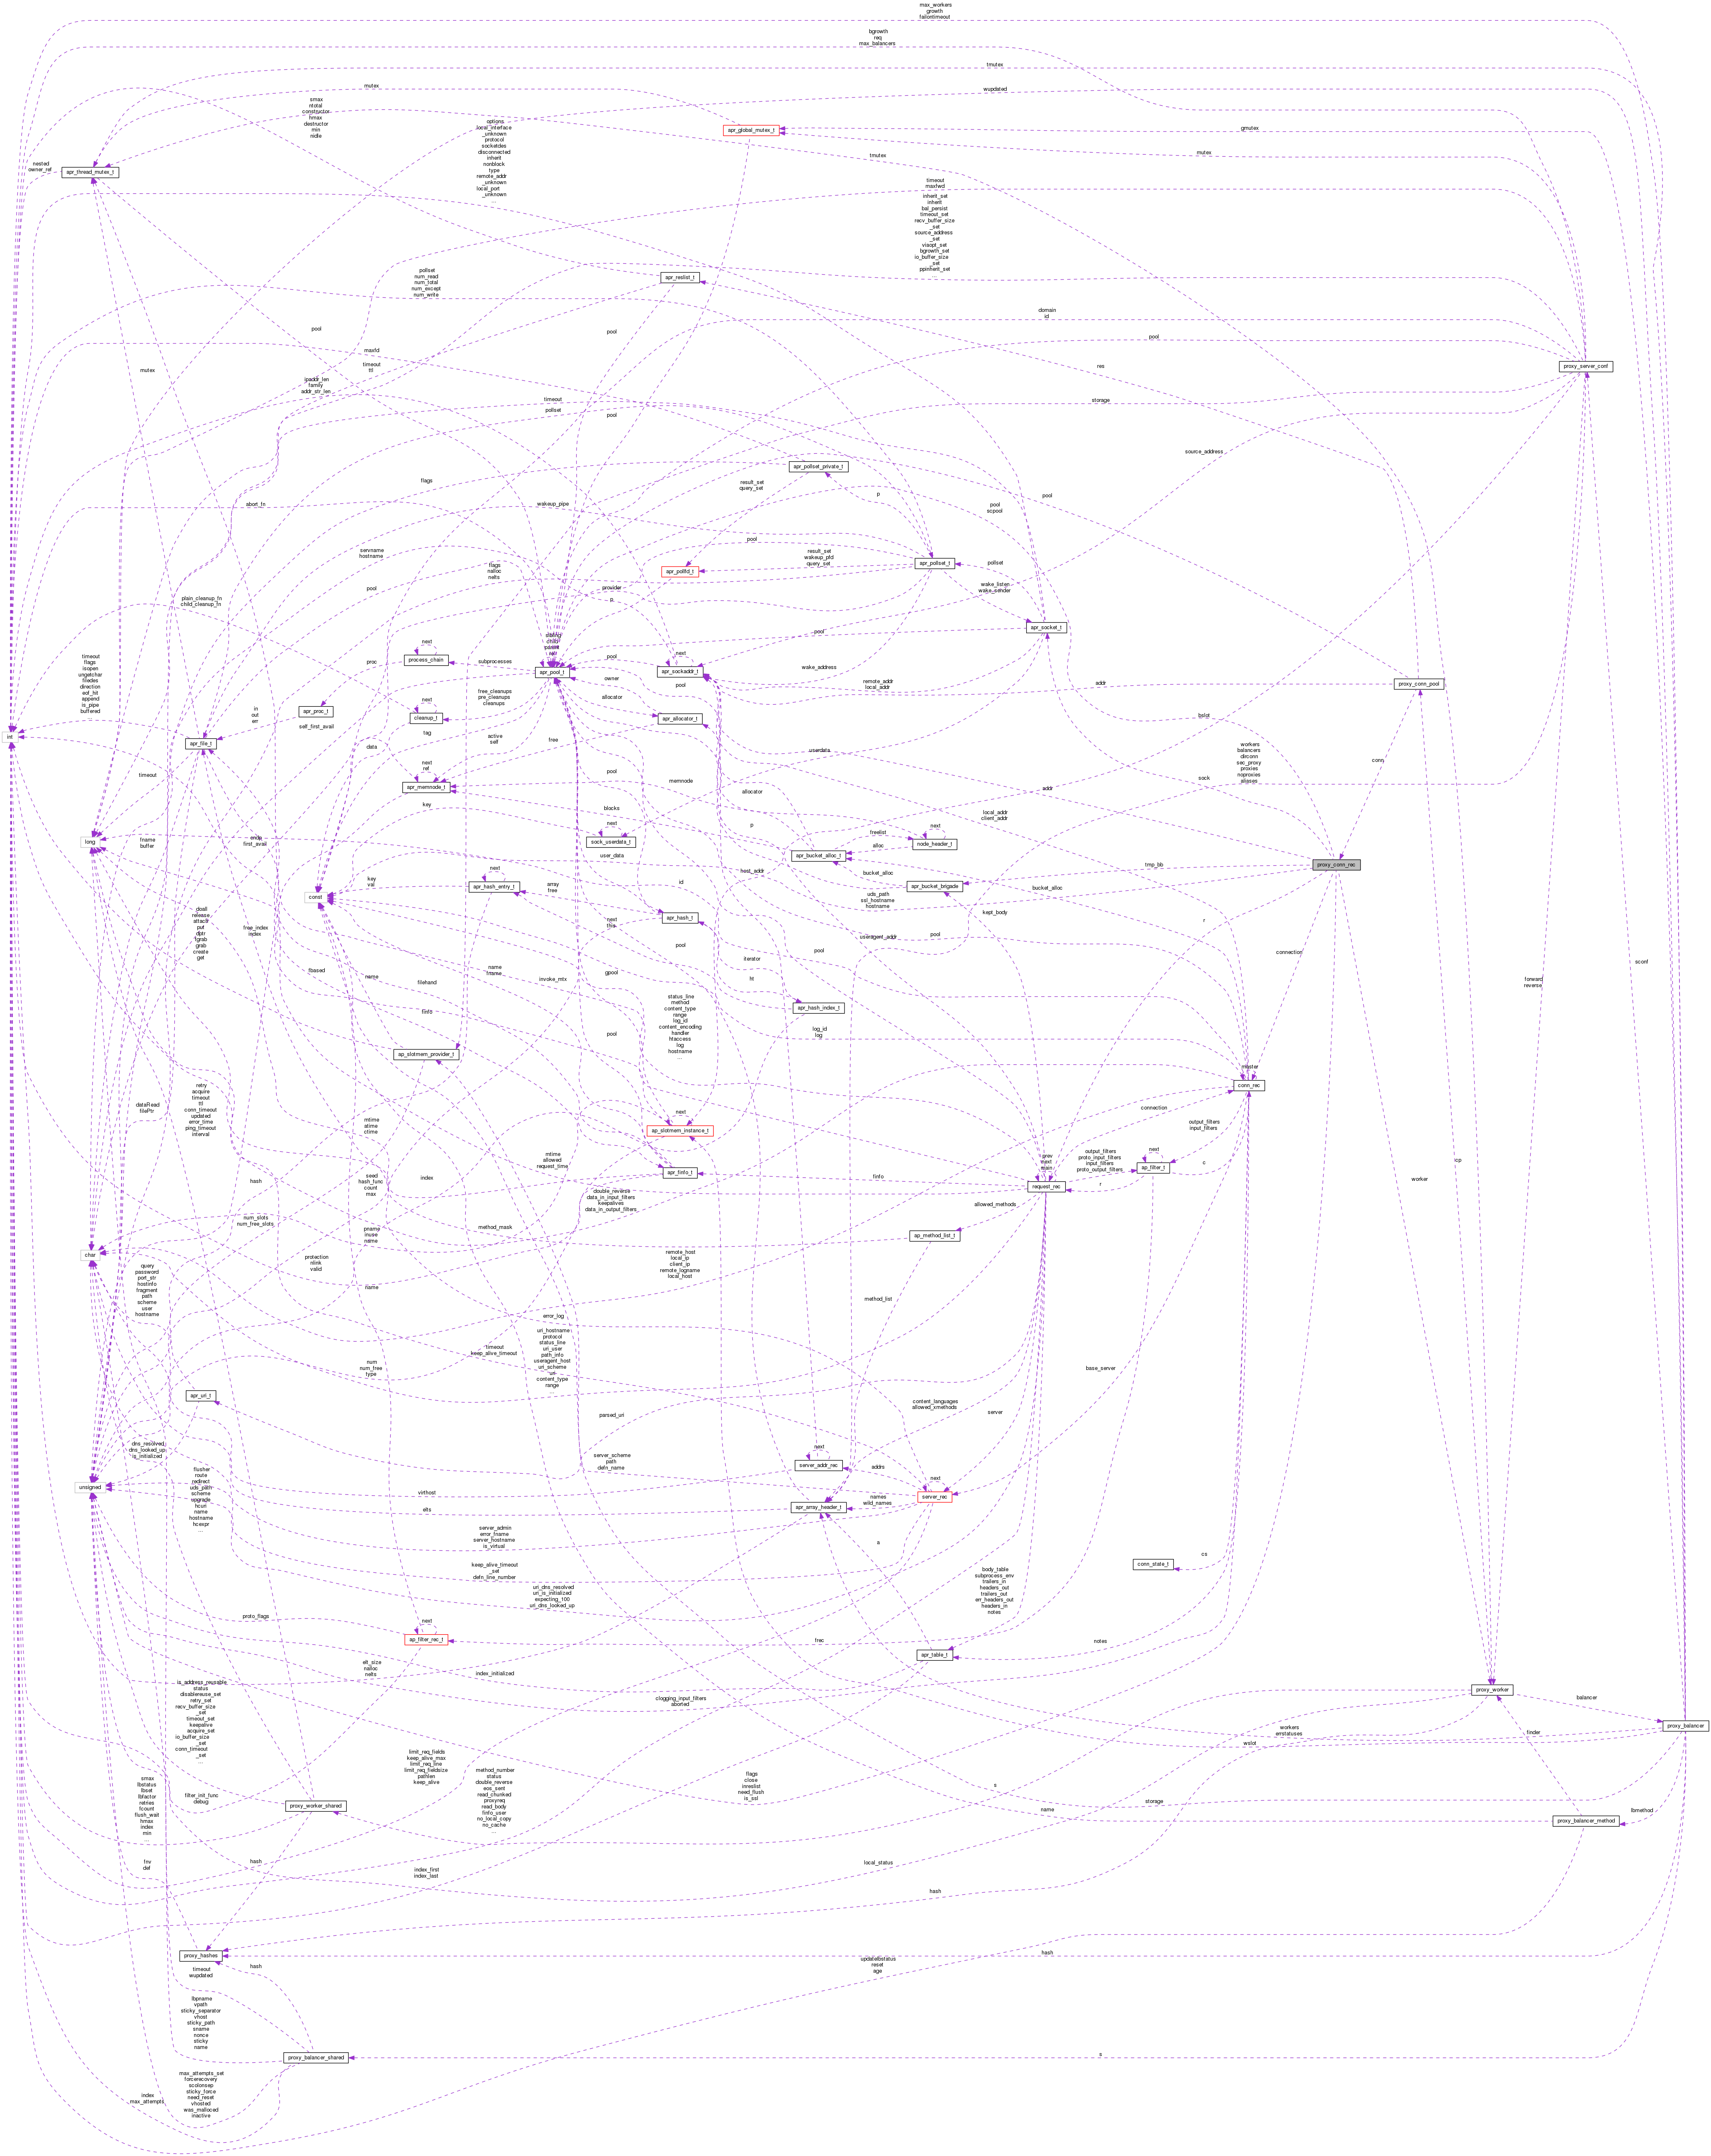 max_workers
growth
failontimeout
bgrowth
req
max_balancers
tmutex
mutex
wupdated
smax
ntotal
constructor
hmax
destructor
min
nidle
options
local_interface
_unknown
protocol
socketdes
disconnected
inherit
nonblock
type
remote_addr
_unknown
local_port
_unknown
apr_global_mutex_t
gmutex
mutex
tmutex
nested
owner_ref
apr_thread_mutex_t
timeout
maxfwd
inherit_set
inherit
bal_persist
timeout_set
recv_buffer_size
_set
source_address
_set
viaopt_set
bgrowth_set
io_buffer_size
_set
ppinherit_set
...
pollset
num_read
num_total
num_except
num_write
apr_reslist_t
domain
id
pool
pool
pool
maxfd
mutex
timeout
ttl
res
proxy_server_conf
ipaddr_len
family
addr_str_len
timeout
storage
pollset
pool
source_address
apr_pollset_private_t
flags
result_set
query_set
p
pool
abort_fn
wakeup_pipe
pool
scpool
servname
hostname
pool
result_set
wakeup_pfd
query_set
apr_pollset_t
pollset
flags
nalloc
nelts
apr_pollfd_t
provider
p
wake_listen
wake_sender
plain_cleanup_fn
child_cleanup_fn
pool
next
apr_socket_t
pool
process_chain
subprocesses
sibling
child
parent
pool
next
apr_sockaddr_t
wake_address
timeout
flags
isopen
ungetchar
filedes
direction
eof_hit
append
is_pipe
buffered
...
proc
apr_pool_t
owner
pool
remote_addr
local_addr
addr
proxy_conn_pool
next
free_cleanups
pre_cleanups
cleanups
allocator
in
out
err
apr_proc_t
cleanup_t
apr_allocator_t
bslot
int
apr_file_t
self_first_avail
tag
active
self
free
userdata
workers
balancers
dirconn
sec_proxy
proxies
noproxies
aliases
...
data
next
ref
conn
timeout
apr_memnode_t
pool
memnode
sock
allocator
addr
key
blocks
next
p
local_addr
client_addr
long
fname
buffer
endp
first_avail
sock_userdata_t
freelist
next
node_header_t
alloc
user_data
apr_bucket_alloc_t
host_addr
tmp_bb
proxy_conn_rec
next
id
key
val
apr_hash_entry_t
array
free
bucket_alloc
apr_bucket_brigade
bucket_alloc
const
uds_path
ssl_hostname
hostname
doall
release
attach
put
dptr
fgrab
grab
create
get
free_index
index
next
this
apr_hash_t
kept_body
r
useragent_addr
pool
pool
pool
connection
iterator
fbased
name
name
fname
invoke_mtx
gpool
ht
sconf
filehand
forward
reverse
finfo
status_line
method
content_type
range
log_id
content_encoding
handler
htaccess
log
hostname
...
apr_hash_index_t
pool
log_id
log
ap_slotmem_provider_t
master
retry
acquire
timeout
ttl
conn_timeout
updated
error_time
ping_timeout
interval
conn_rec
dataRead
filePtr
mtime
atime
ctime
next
connection
ap_slotmem_instance_t
output_filters
input_filters
mtime
allowed
request_time
prev
next
main
output_filters
proto_input_filters
input_filters
proto_output_filters
next
ap_filter_t
c
cp
worker
hash
seed
hash_func
count
max
index
apr_finfo_t
finfo
request_rec
r
double_reverse
data_in_input_filters
keepalives
data_in_output_filters
allowed_methods
num_slots
num_free_slots
pname
inuse
name
method_mask
ap_method_list_t
char
protection
nlink
valid
remote_host
local_ip
client_ip
remote_logname
local_host
query
password
port_str
hostinfo
fragment
path
scheme
user
hostname
name
method_list
error_log
uri_hostname
protocol
status_line
uri_user
path_info
useragent_host
uri_scheme
uri
content_type
range
...
timeout
keep_alive_timeout
num
num_free
type
base_server
apr_uri_t
content_languages
allowed_xmethods
server
parsed_uri
dns_resolved
dns_looked_up
is_initialized
server_scheme
path
defn_name
next
server_addr_rec
addrs
next
unsigned
flusher
route
redirect
uds_path
scheme
upgrade
hcuri
name
hostname
hcexpr
...
virthost
server_rec
names
wild_names
elts
apr_array_header_t
server_admin
error_fname
server_hostname
is_virtual
a
cs
conn_state_t
keep_alive_timeout
_set
defn_line_number
uri_dns_resolved
uri_is_initialized
expecting_100
uri_dns_looked_up
body_table
subprocess_env
trailers_in
headers_out
trailers_out
err_headers_out
headers_in
notes
proto_flags
next
ap_filter_rec_t
frec
notes
apr_table_t
elt_size
nalloc
nelts
index_initialized
is_address_reusable
status
disablereuse_set
retry_set
recv_buffer_size
_set
timeout_set
keepalive
acquire_set
io_buffer_size
_set
conn_timeout
_set
...
clogging_input_filters
aborted
proxy_worker
balancer
workers
errstatuses
finder
proxy_balancer
wslot
limit_req_fields
keep_alive_max
limit_req_line
limit_req_fieldsize
pathlen
keep_alive
method_number
status
double_reverse
eos_sent
read_chunked
proxyreq
read_body
finfo_user
no_local_copy
no_cache
...
flags
close
inreslist
need_flush
is_ssl
s
smax
lbstatus
lbset
lbfactor
retries
fcount
flush_wait
hmax
index
min
...
filter_init_func
debug
proxy_worker_shared
storage
name
lbmethod
proxy_balancer_method
fnv
def
hash
index_first
index_last
local_status
hash
proxy_hashes
timeout
wupdated
hash
updatelbstatus
reset
age
hash
lbpname
vpath
sticky_separator
vhost
sticky_path
sname
nonce
sticky
name
proxy_balancer_shared
s
index
max_attempts
max_attempts_set
forcerecovery
scolonsep
sticky_force
need_reset
vhosted
was_malloced
inactive